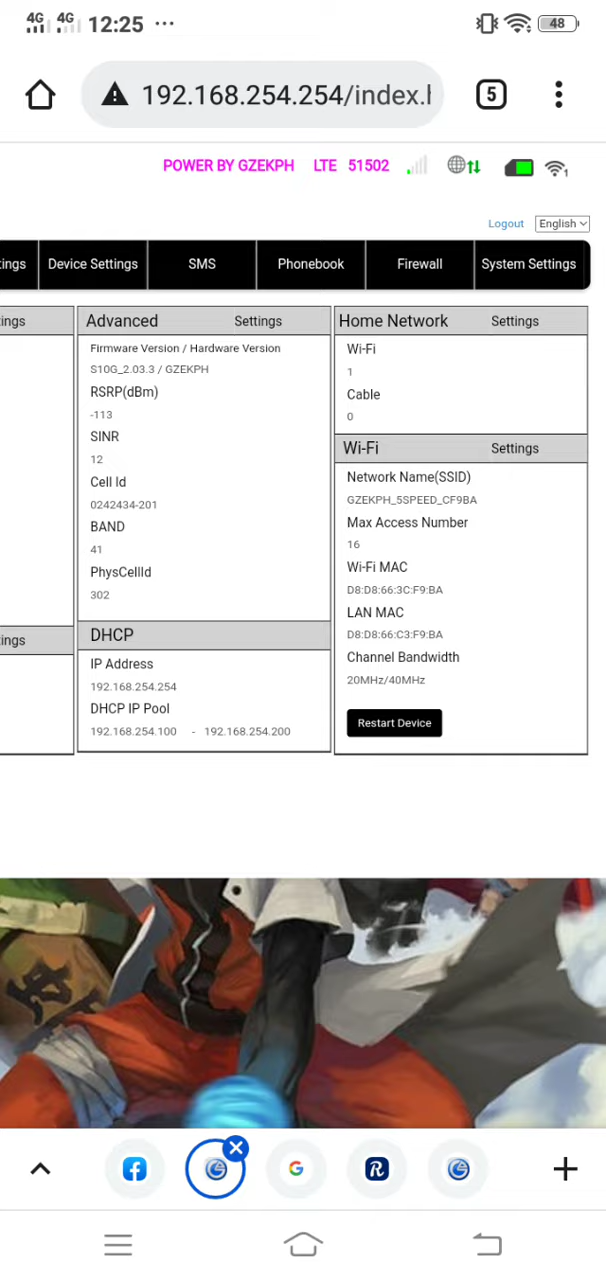 4G 4G 12:25 ... 48
192.168.254.254/index.h 5
POWER BY GZEKPH LTE 51502 1
Logout English
tings Device Settings SMS Phonebook Firewall System Settings
ings
Advanced Settings
Firmware Version / Hardware Version
S10G_2.03.3 / GZEKPH
RSRP(dBm)
-113
SINR
12
Cell Id
0242434-201
BAND
41
PhysCellId
302
ings
DHCP
IP Address
192.168.254.254
DHCP IP Pool
192.168.254.100 - 192.168.254.200
Home Network Settings
Wi-Fi
1
Cable
0
Wi-Fi Settings
Network Name(SSID)
GZEKPH_5SPEED_CF9BA
Max Access Number
16
Wi-Fi MAC
D8:D8:66:3C:F9:BA
LAN MAC
D8:D8:66:C3:F9:BA
Channel Bandwidth
20MHz/40MHz
Restart Device